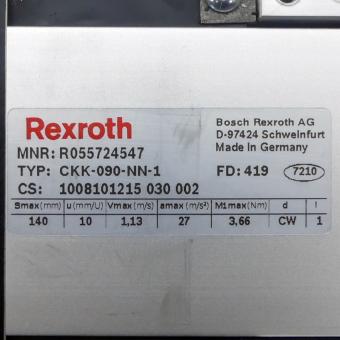 Rexroth
Bosch Rexroth AG
D-97424 Schweinfurt
Made in Germany
MNR: R055724547
TYP: CKK-090-NN-1
FD: 419 7210
CS: 1008101215 030 002
Smax (mm) u (mm/U) Vmax (m/s) amax (m/s²) M1max (Nm) d i
140 10 1,13 27 3,66 CW 1